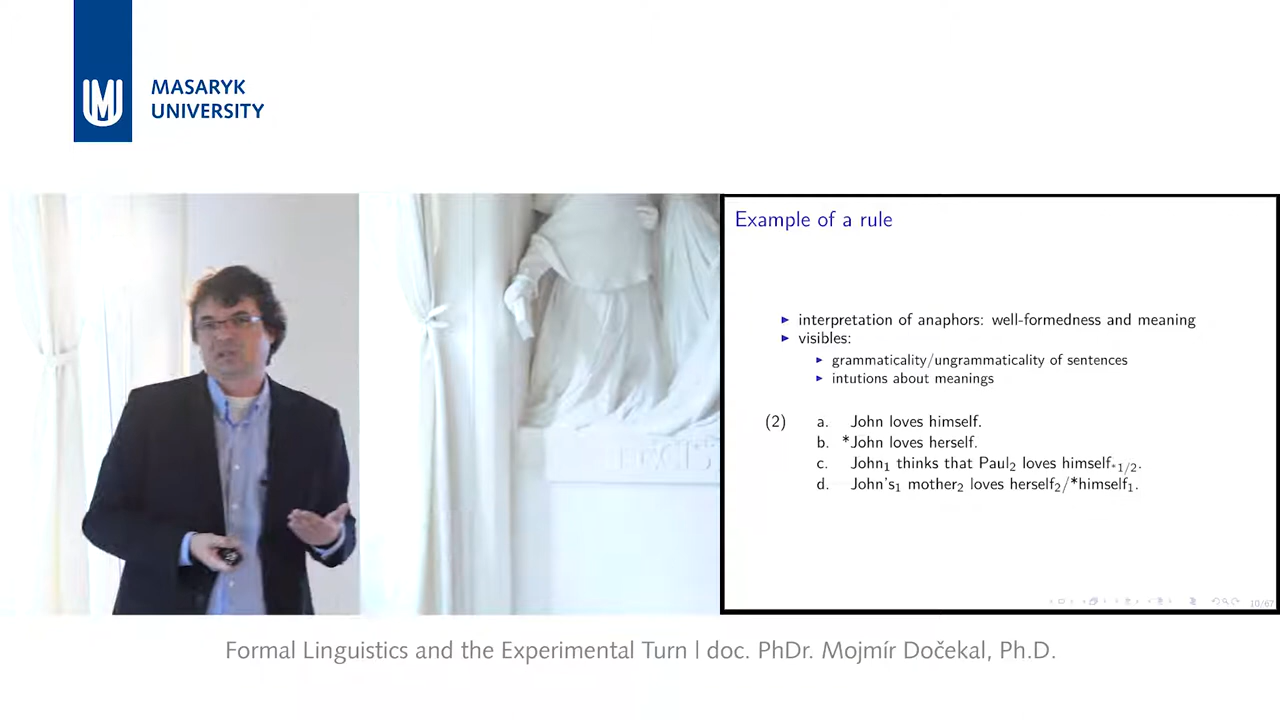 MASARYK
UNIVERSITY
Example of a rule
▶ interpretation of anaphors: well-formedness and meaning
▶ visibles:
▶ grammaticality/ungrammaticality of sentences
▶ intutions about meanings
(2) a. John loves himself.
b. *John loves herself.
c. John₁ thinks that Paul₂ loves himself*₁/₂.
d. John's₁ mother₂ loves herself₂/*himself₁.
10/67
Formal Linguistics and the Experimental Turn | doc. PhDr. Mojmír Dočekal, Ph.D.